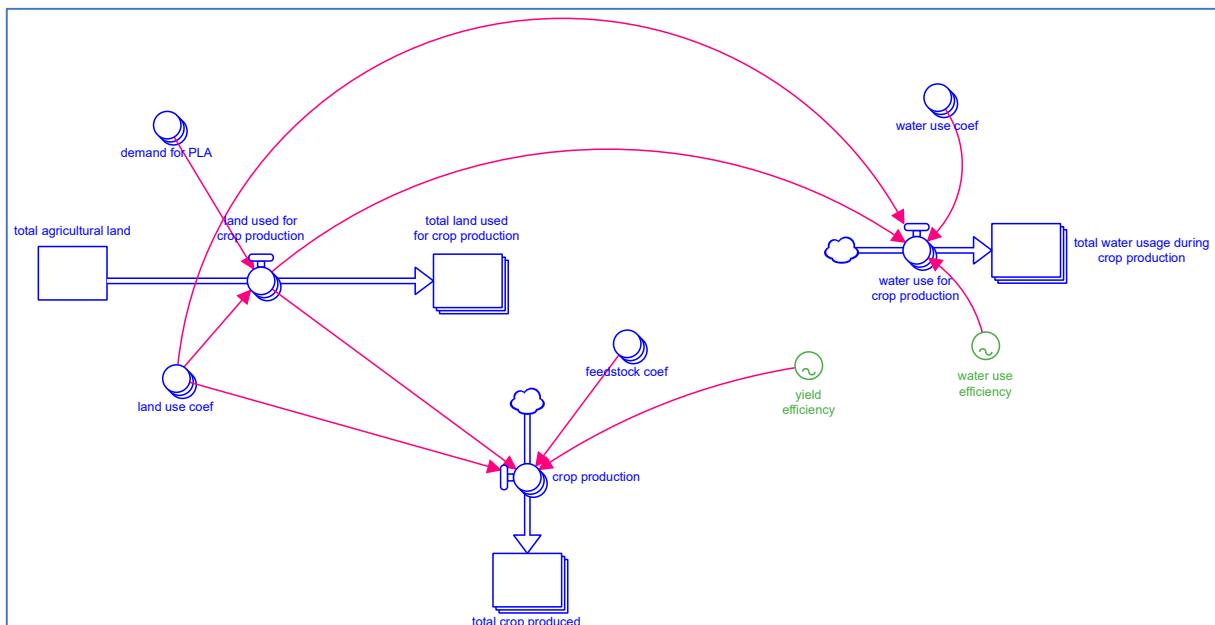 water use coef
demand for PLA
land used for
crop production
total land used
for crop production
total agricultural land
total water usage during
crop production
water use for
crop production
feedstock coef
water use
efficiency
yield
efficiency
land use coef
crop production
total crop produced